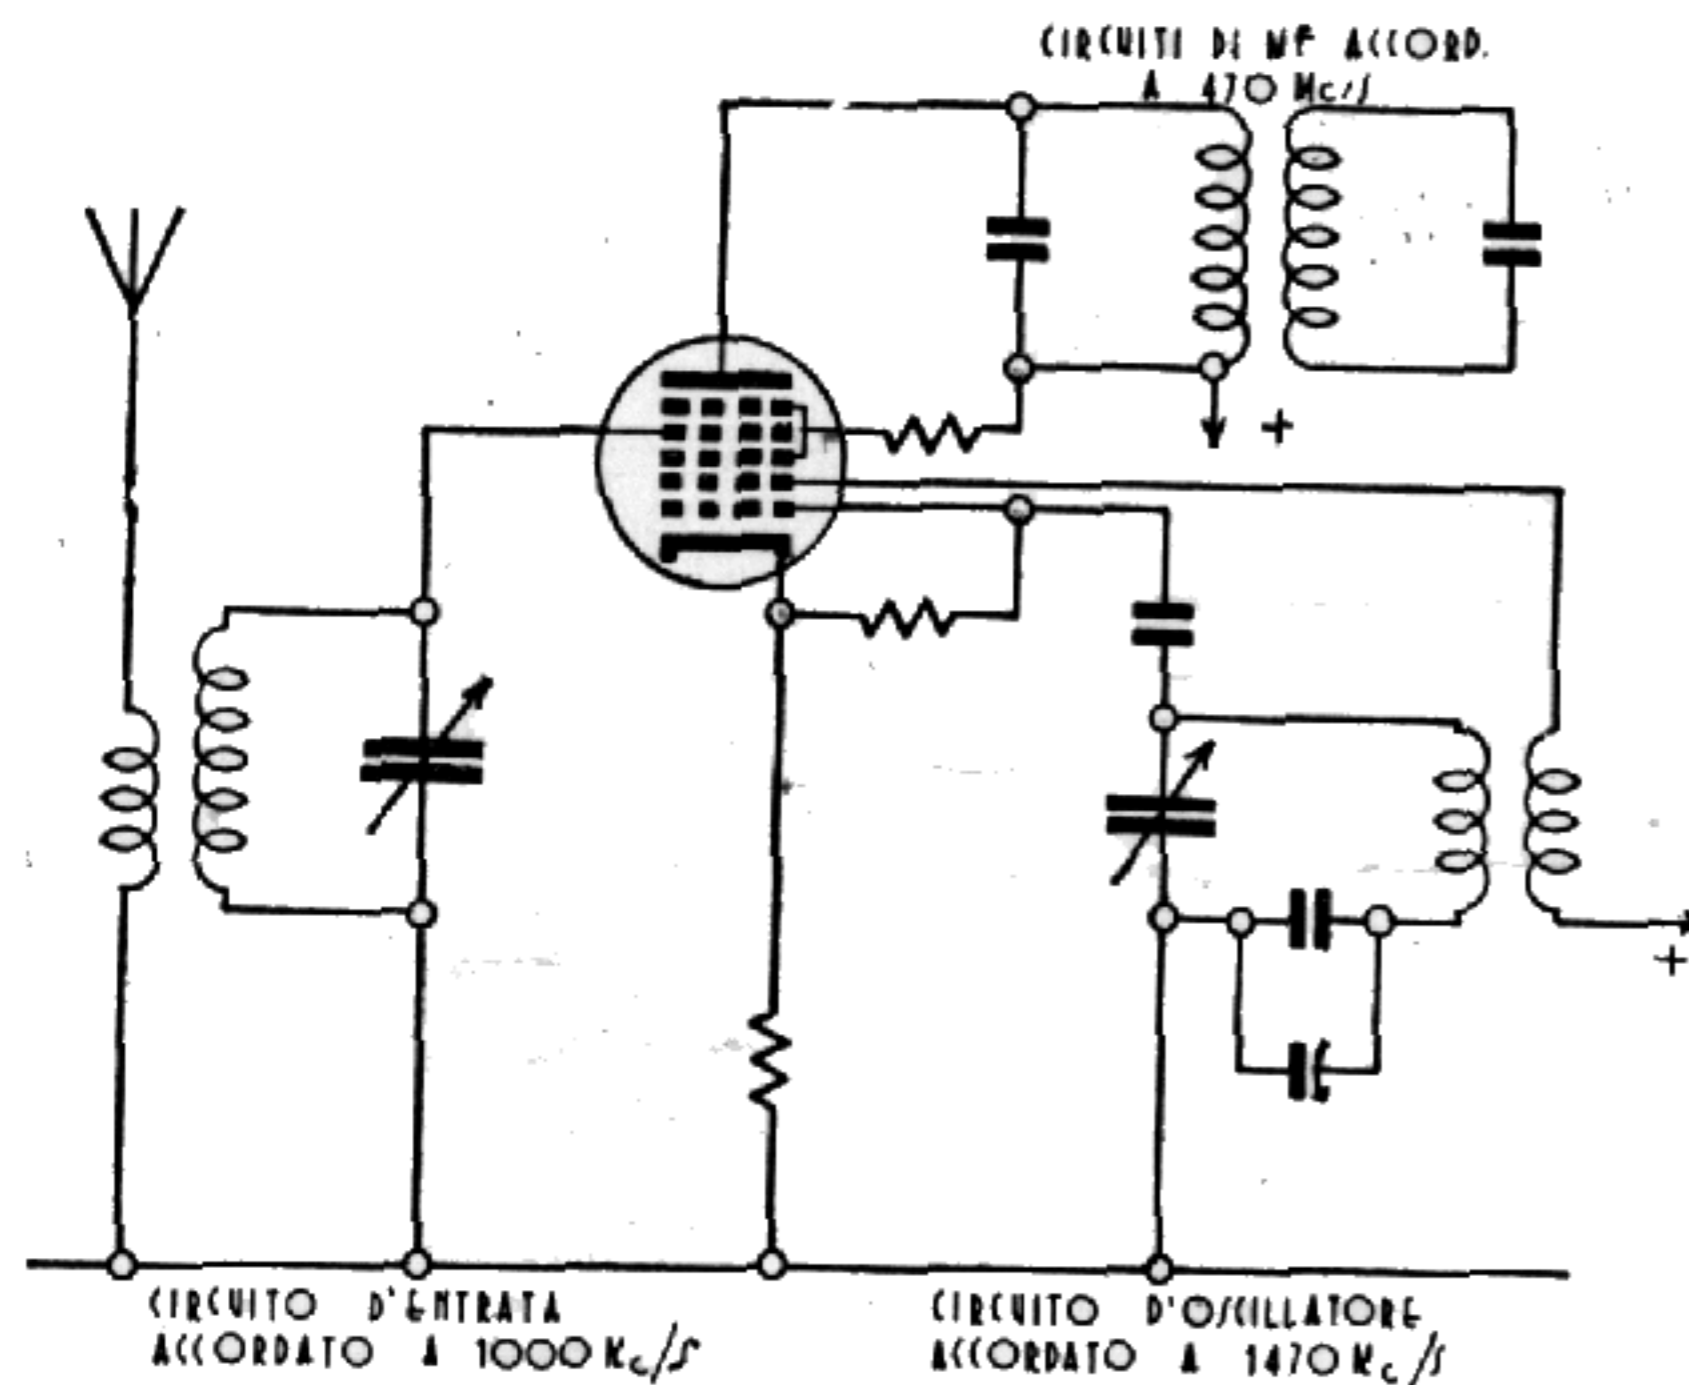 CIRCUITI DI MF ACCORD.
A 470 Mc/s
+
+
CIRCUITO D'ENTRATA
ACCORDATO A 1000 Kc/s
CIRCUITO D'OSCILLATORE
ACCORDATO A 1470 Kc/s